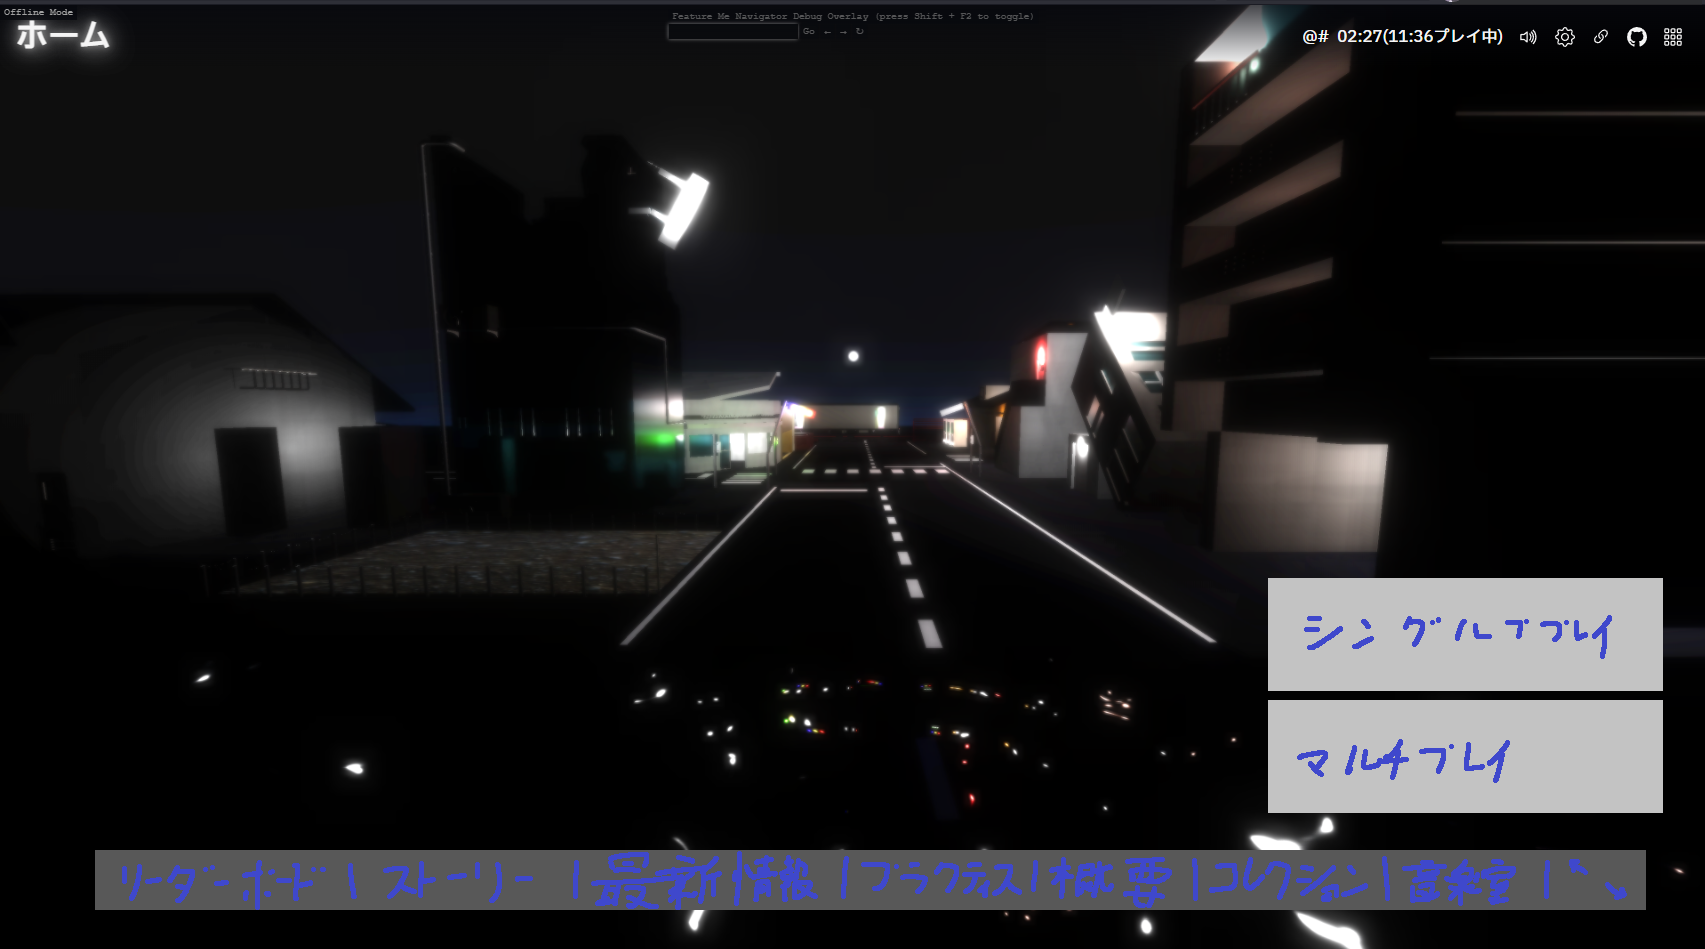 Offline Mode
Feature Me Navigator Debug Overlay (press Shift + F2 to toggle)
Go ← → ↻
ホーム
@# 02:27(11:36プレイ中)
シングルププレイ
マルチプレイ
リーダーボード | ストーリー | 最新情報 | プラクティス | 概要 | コレクション | 音楽室 | ↖ ↘